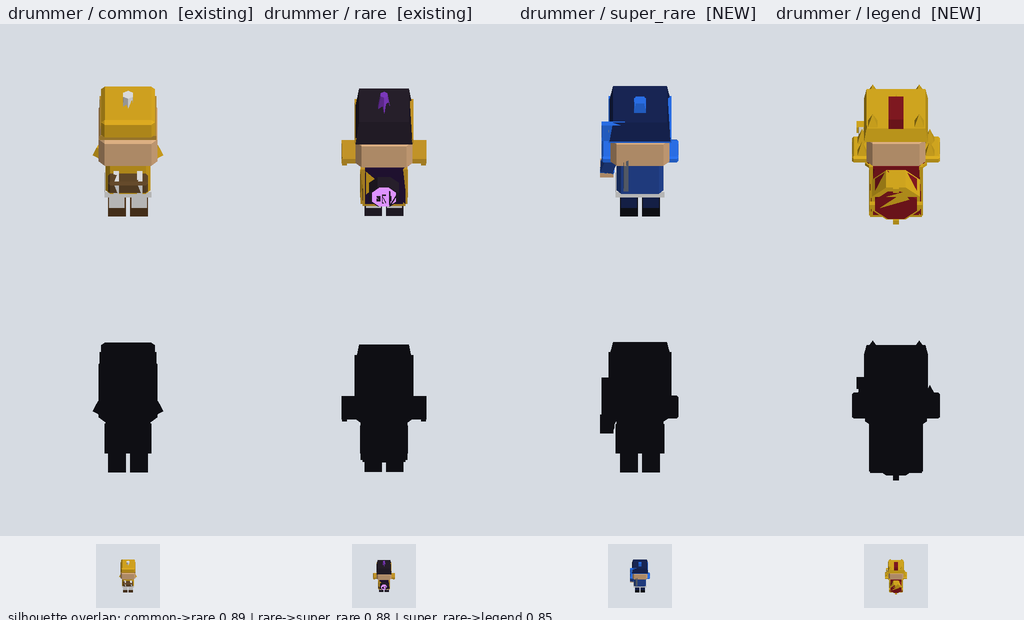 drummer / common  [existing]
drummer / rare  [existing]
drummer / super_rare  [NEW]
drummer / legend  [NEW]
silhouette overlap: common->rare 0.89 | rare->super_rare 0.88 | super_rare->legend 0.85